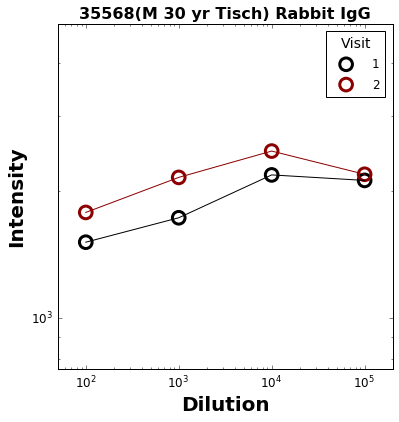 35568(M 30 yr Tisch) Rabbit IgG
Visit
1
2
Intensity
10³
10² 10³ 10⁴ 10⁵
Dilution